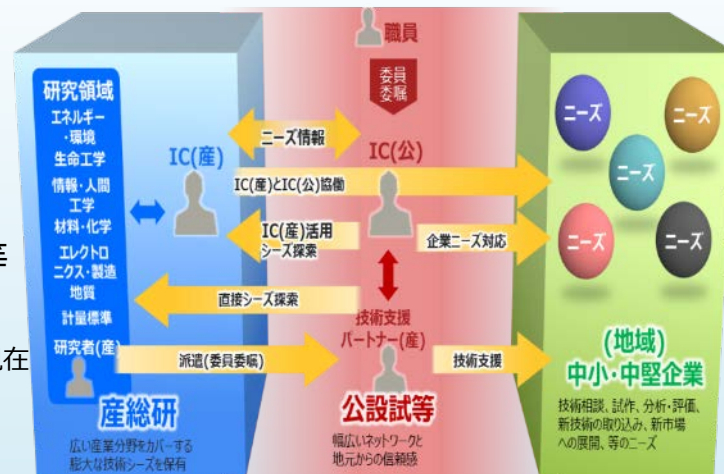 職員
委員
委嘱
研究領域
エネルギー
・環境
生命工学
情報・人間
工学
材料・化学
エレクトロ
ニクス・製造
地質
計量標準
研究者(産)
等
在
IC(産)
ニーズ情報
IC(公)
IC(産)とIC(公)協働
IC(産)活用
シーズ探索
企業ニーズ対応
直接シーズ探索
技術支援
パートナー(産)
派遣(委員委嘱)
技術支援
ニーズ
ニーズ
ニーズ
ニーズ
ニーズ
産総研
広い産業分野をカバーする
膨大な技術シーズを保有
公設試等
幅広いネットワークと
地元からの信頼感
(地域)
中小・中堅企業
技術相談、試作、分析・評価、
新技術の取り込み、新市場
への展開、等のニーズ